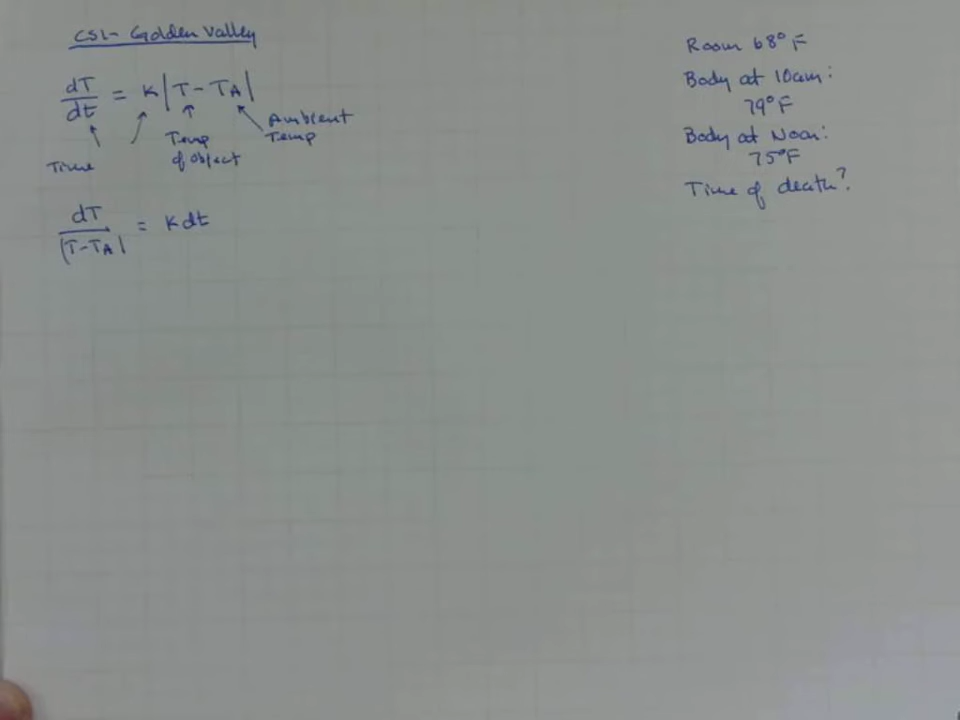 CSI- Golden Valley
dT/dt = K|T-TA|
Time
Temp of object
Ambient Temp
dT/|T-TA| = Kdt
Room 68°F
Body at 10am:
79°F
Body at Noon:
75°F
Time of death?